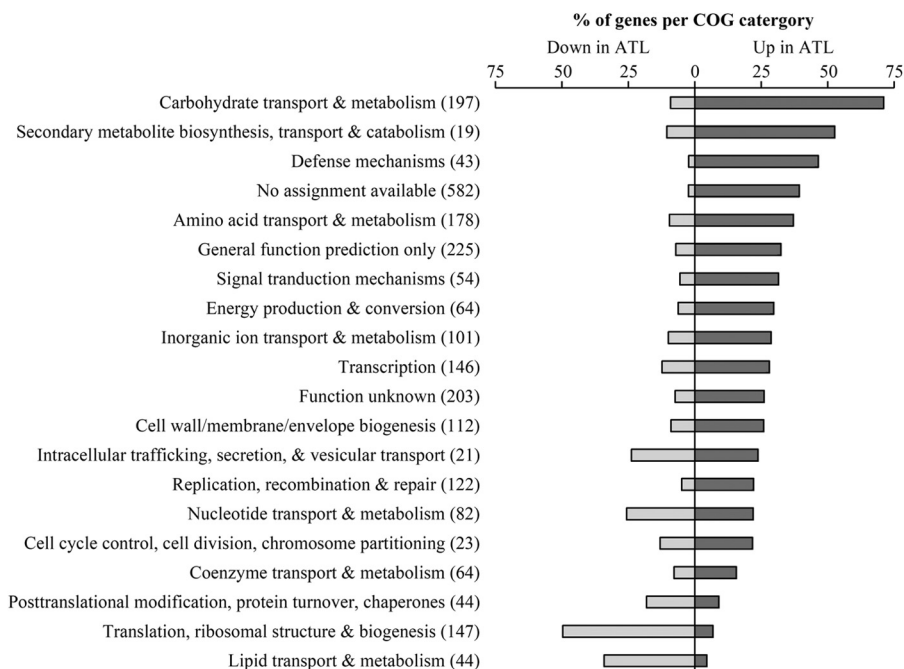 % of genes per COG catergory
Down in ATL Up in ATL
75 50 25 0 25 50 75
Carbohydrate transport & metabolism (197)
Secondary metabolite biosynthesis, transport & catabolism (19)
Defense mechanisms (43)
No assignment available (582)
Amino acid transport & metabolism (178)
General function prediction only (225)
Signal tranduction mechanisms (54)
Energy production & conversion (64)
Inorganic ion transport & metabolism (101)
Transcription (146)
Function unknown (203)
Cell wall/membrane/envelope biogenesis (112)
Intracellular trafficking, secretion, & vesicular transport (21)
Replication, recombination & repair (122)
Nucleotide transport & metabolism (82)
Cell cycle control, cell division, chromosome partitioning (23)
Coenzyme transport & metabolism (64)
Posttranslational modification, protein turnover, chaperones (44)
Translation, ribosomal structure & biogenesis (147)
Lipid transport & metabolism (44)